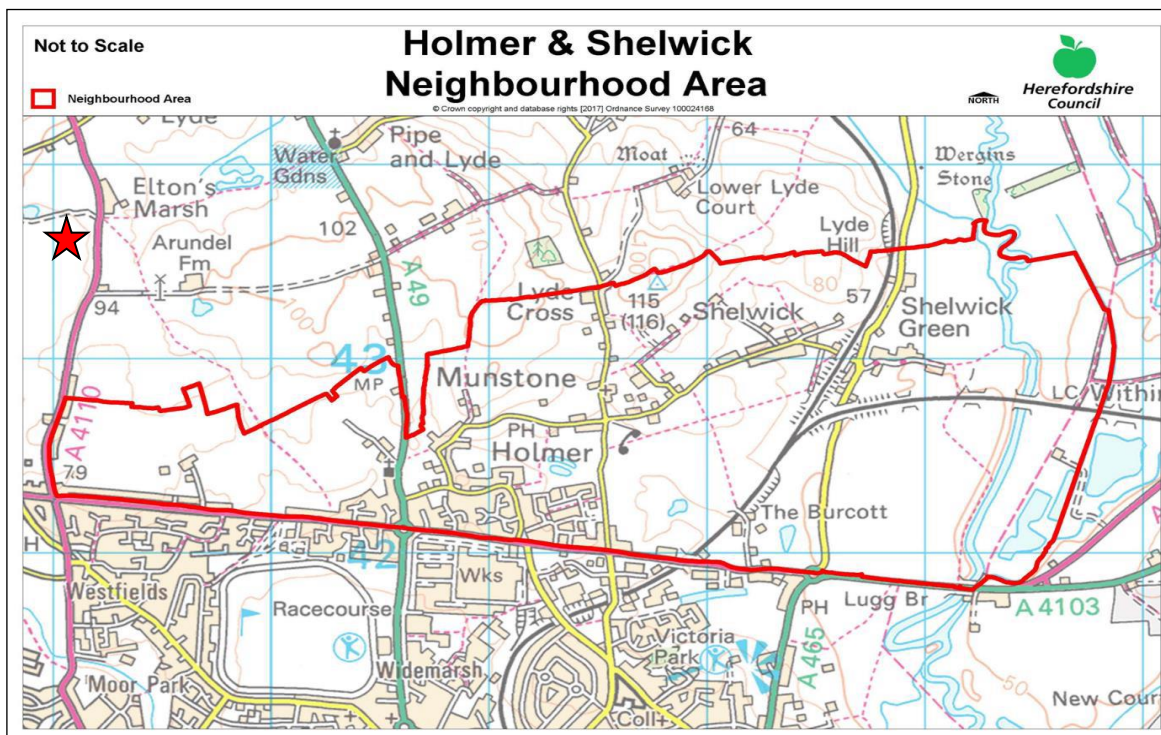 Not to Scale
Holmer & Shelwick
Neighbourhood Area
Neighbourhood Area
© Crown copyright and database rights [2017] Ordnance Survey 100024168
NORTH
Herefordshire
Council
Lyde
Pipe
and Lyde
64
Moat
Wergins
Stone
Water
Gdns
Elton's
Marsh
Lower Lyde
Court
102
Arundel
Fm
110
Lyde
Hill
A 49
100
100
94
Lyde
Cross
115
(116)
80
57
Shelwick
Shelwick
Green
43
MP
Munstone
A 4110
LC
Within
PH
Holmer
79
The Burcott
42
H
Wks
Westfields
Lugg Br
A 4103
Racecourse
PH
Victoria
Park
A 465
Widemarsh
Moor Park
50
New Cour
Coll